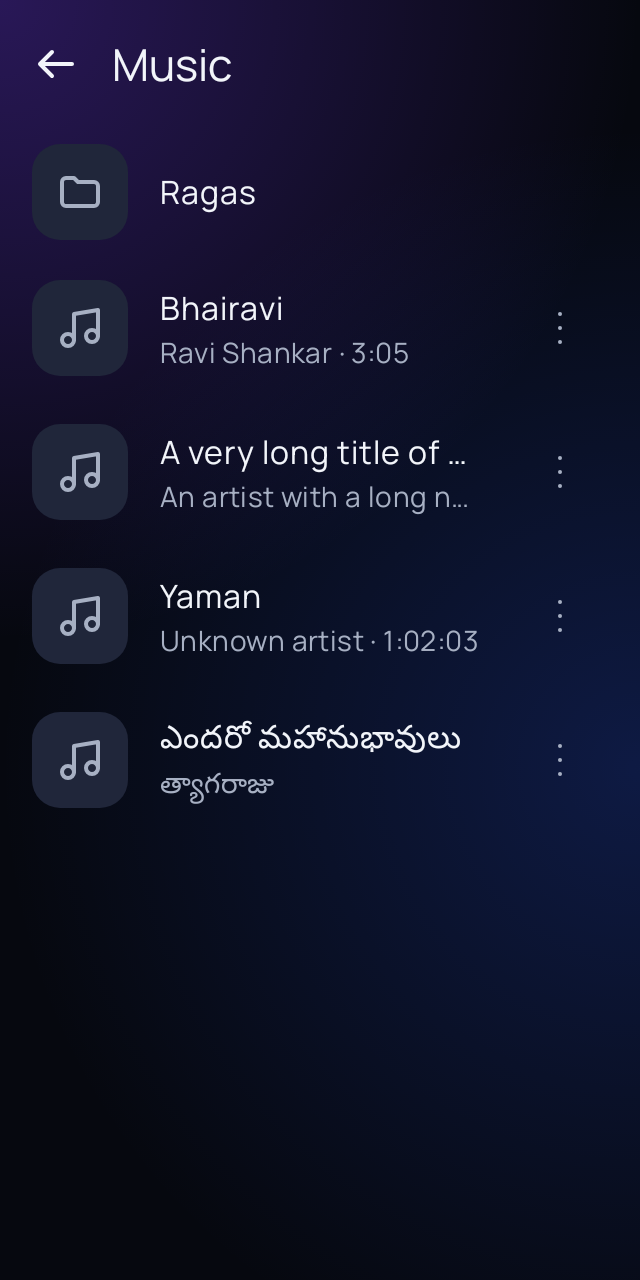 Music
Ragas
Bhairavi
Ravi Shankar · 3:05
A very long title of …
An artist with a long n…
Yaman
Unknown artist · 1:02:03
ఎందరో మహానుభావులు
త్యాగరాజు